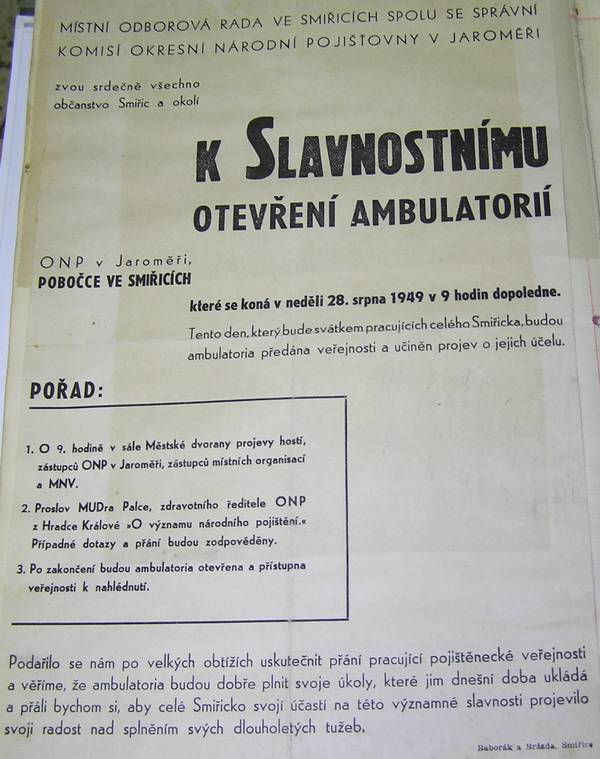 MÍSTNÍ ODBOROVÁ RADA VE SMIŘICÍCH SPOLU SE SPRÁVNÍ
KOMISÍ OKRESNÍ NÁRODNÍ POJIŠŤOVNY V JAROMĚŘI
zvou srdečně všechno
občanstvo Smiřic a okolí
K SLAVNOSTNÍMU
OTEVŘENÍ AMBULATORIÍ
ONP v Jaroměři,
POBOČCE VE SMIŘICÍCH
které se koná v neděli 28. srpna 1949 v 9 hodin dopoledne.
Tento den, který bude svátkem pracujících celého Smiřicka, budou
ambulatoria předána veřejnosti a učiněn projev o jejich účelu.
POŘAD:
1. O 9. hodině v sále Městské dvorany projevy hostí,
zástupců ONP v Jaroměři, zástupců místních organisací
a MNV.
2. Proslov MUDra Palce, zdravotního ředitele ONP
z Hradce Králové »O významu národního pojištění.«
Případné dotazy a přání budou zodpověděny.
3. Po zakončení budou ambulatoria otevřena a přístupna
veřejnosti k nahlédnutí.
Podařilo se nám po velkých obtížích uskutečnit přání pracující pojištěnecké veřejnosti
a věříme, že ambulatoria budou dobře plnit svoje úkoly, které jim dnešní doba ukládá
a přáli bychom si, aby celé Smiřicko svojí účastí na této významné slavnosti projevilo
svoji radost nad splněním svých dlouholetých tužeb.
Baborák a Brázda, Smiřice